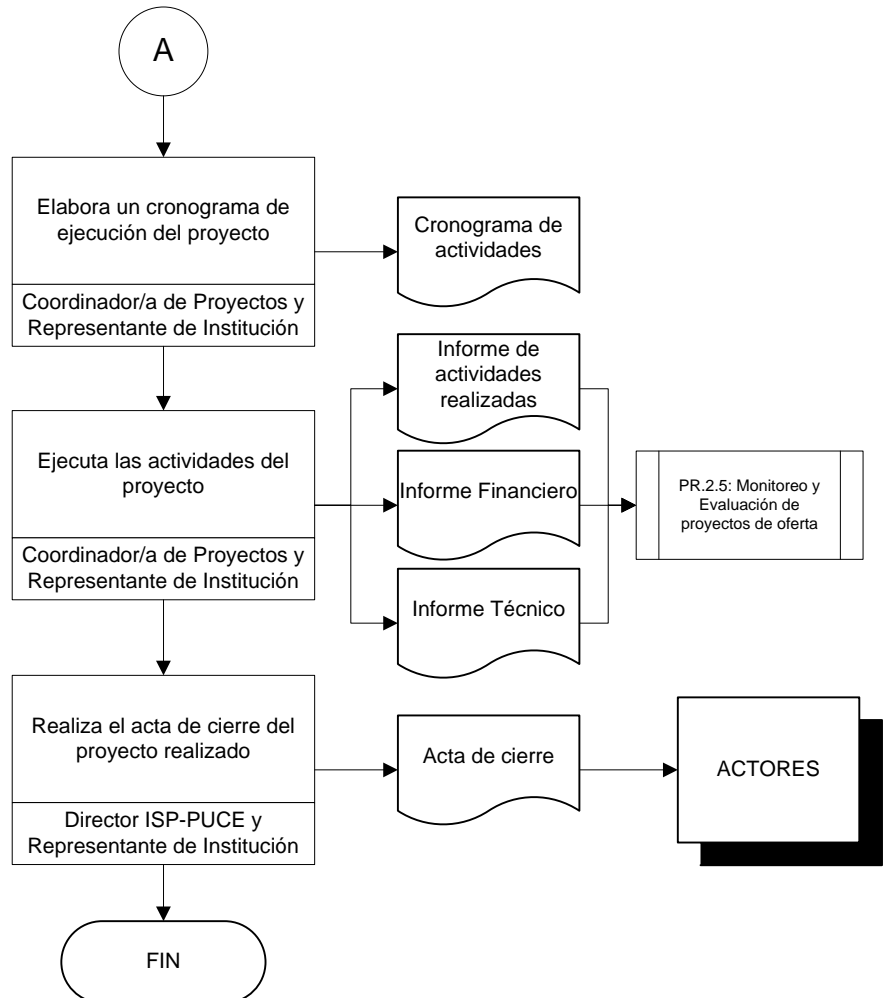 A
Elabora un cronograma de
ejecución del proyecto
Coordinador/a de Proyectos y
Representante de Institución
Cronograma de
actividades
Ejecuta las actividades del
proyecto
Coordinador/a de Proyectos y
Representante de Institución
Informe de
actividades
realizadas
Informe Financiero
Informe Técnico
PR.2.5: Monitoreo y
Evaluación de
proyectos de oferta
Realiza el acta de cierre del
proyecto realizado
Director ISP-PUCE y
Representante de Institución
Acta de cierre
ACTORES
FIN